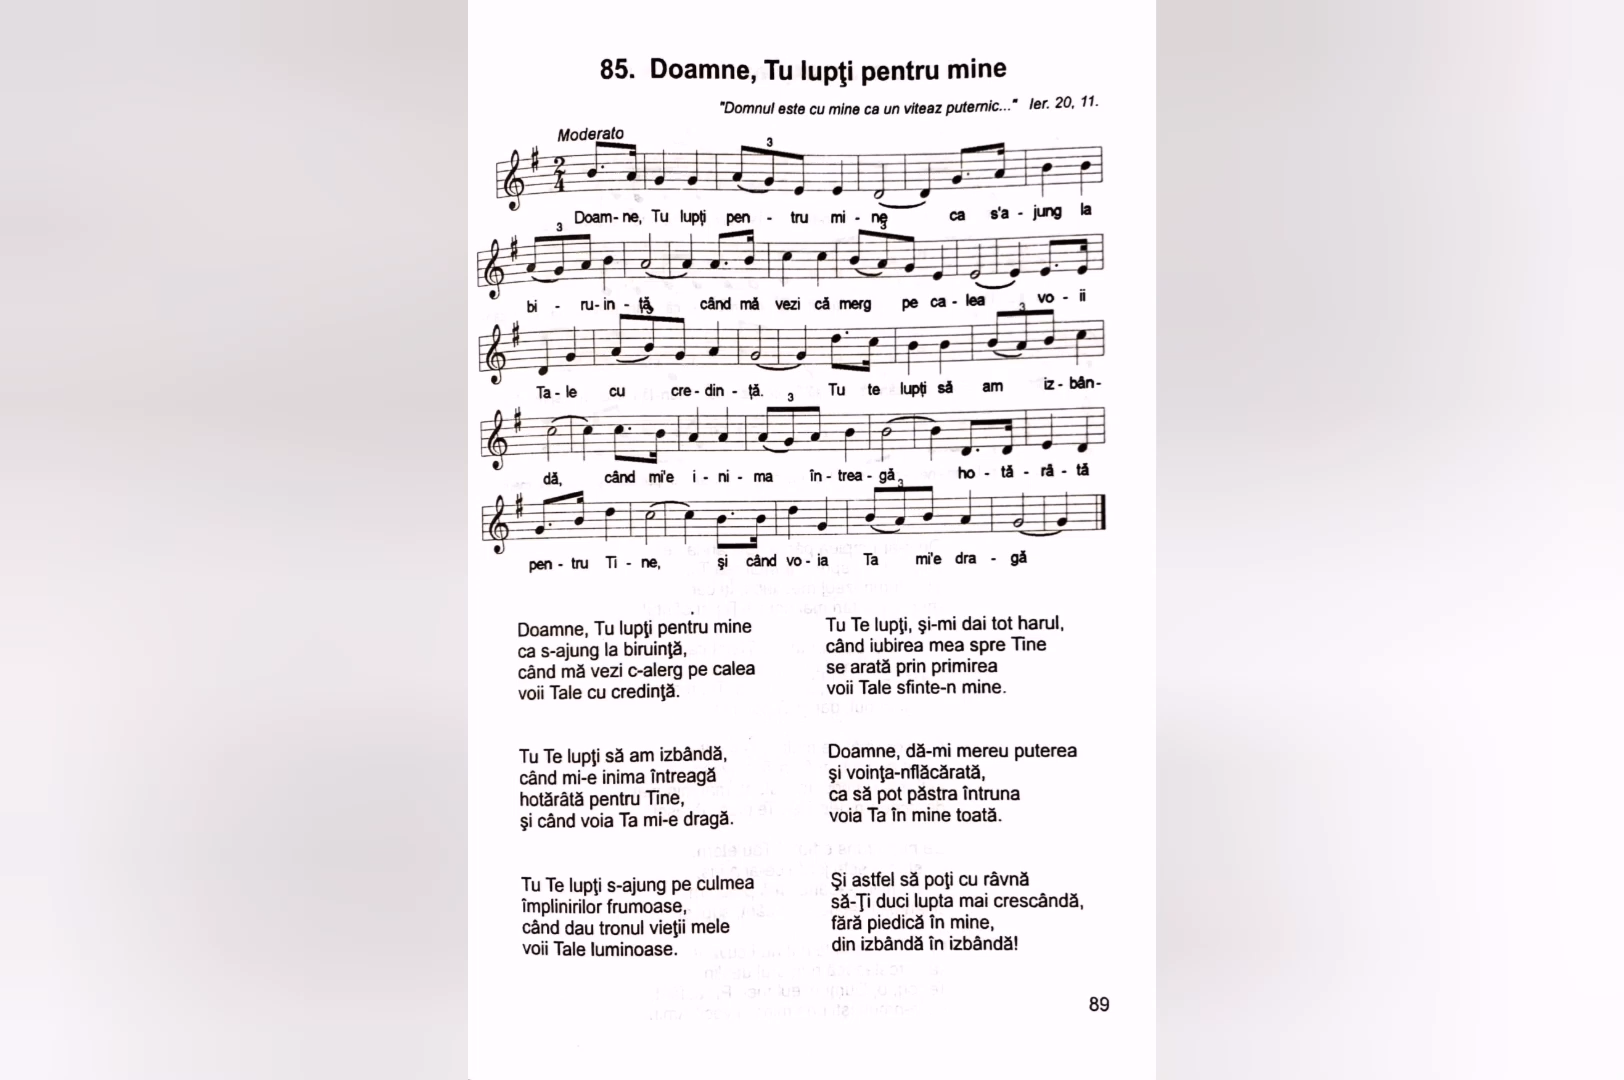 85. Doamne, Tu lupţi pentru mine
"Domnul este cu mine ca un viteaz puternic..." Ier. 20, 11.
Moderato
3
Doam- ne, Tu lupţi pen - tru mi - ne ca s'a - jung la
3 3
bi - ru- in - ţă, când mă vezi că merg pe ca - lea vo - ii
3 3
Ta - le cu cre - din - ţă. Tu te lupţi să am iz - bân-
3
dă, când mi'e i - ni - ma în - trea - gă, ho - tă - râ - tă
3
pen - tru Ti - ne, şi când vo - ia Ta mi'e dra - gă
Doamne, Tu lupţi pentru mine
ca s-ajung la biruinţă,
când mă vezi c-alerg pe calea
voii Tale cu credinţă.
Tu Te lupţi să am izbândă,
când mi-e inima întreagă
hotărâtă pentru Tine,
şi când voia Ta mi-e dragă.
Tu Te lupţi s-ajung pe culmea
împlinirilor frumoase,
când dau tronul vieţii mele
voii Tale luminoase.
Tu Te lupţi, şi-mi dai tot harul,
când iubirea mea spre Tine
se arată prin primirea
voii Tale sfinte-n mine.
Doamne, dă-mi mereu puterea
şi voinţa-nflăcărată,
ca să pot păstra întruna
voia Ta în mine toată.
Şi astfel să poţi cu râvnă
să-Ţi duci lupta mai crescândă,
fără piedică în mine,
din izbândă în izbândă!
89